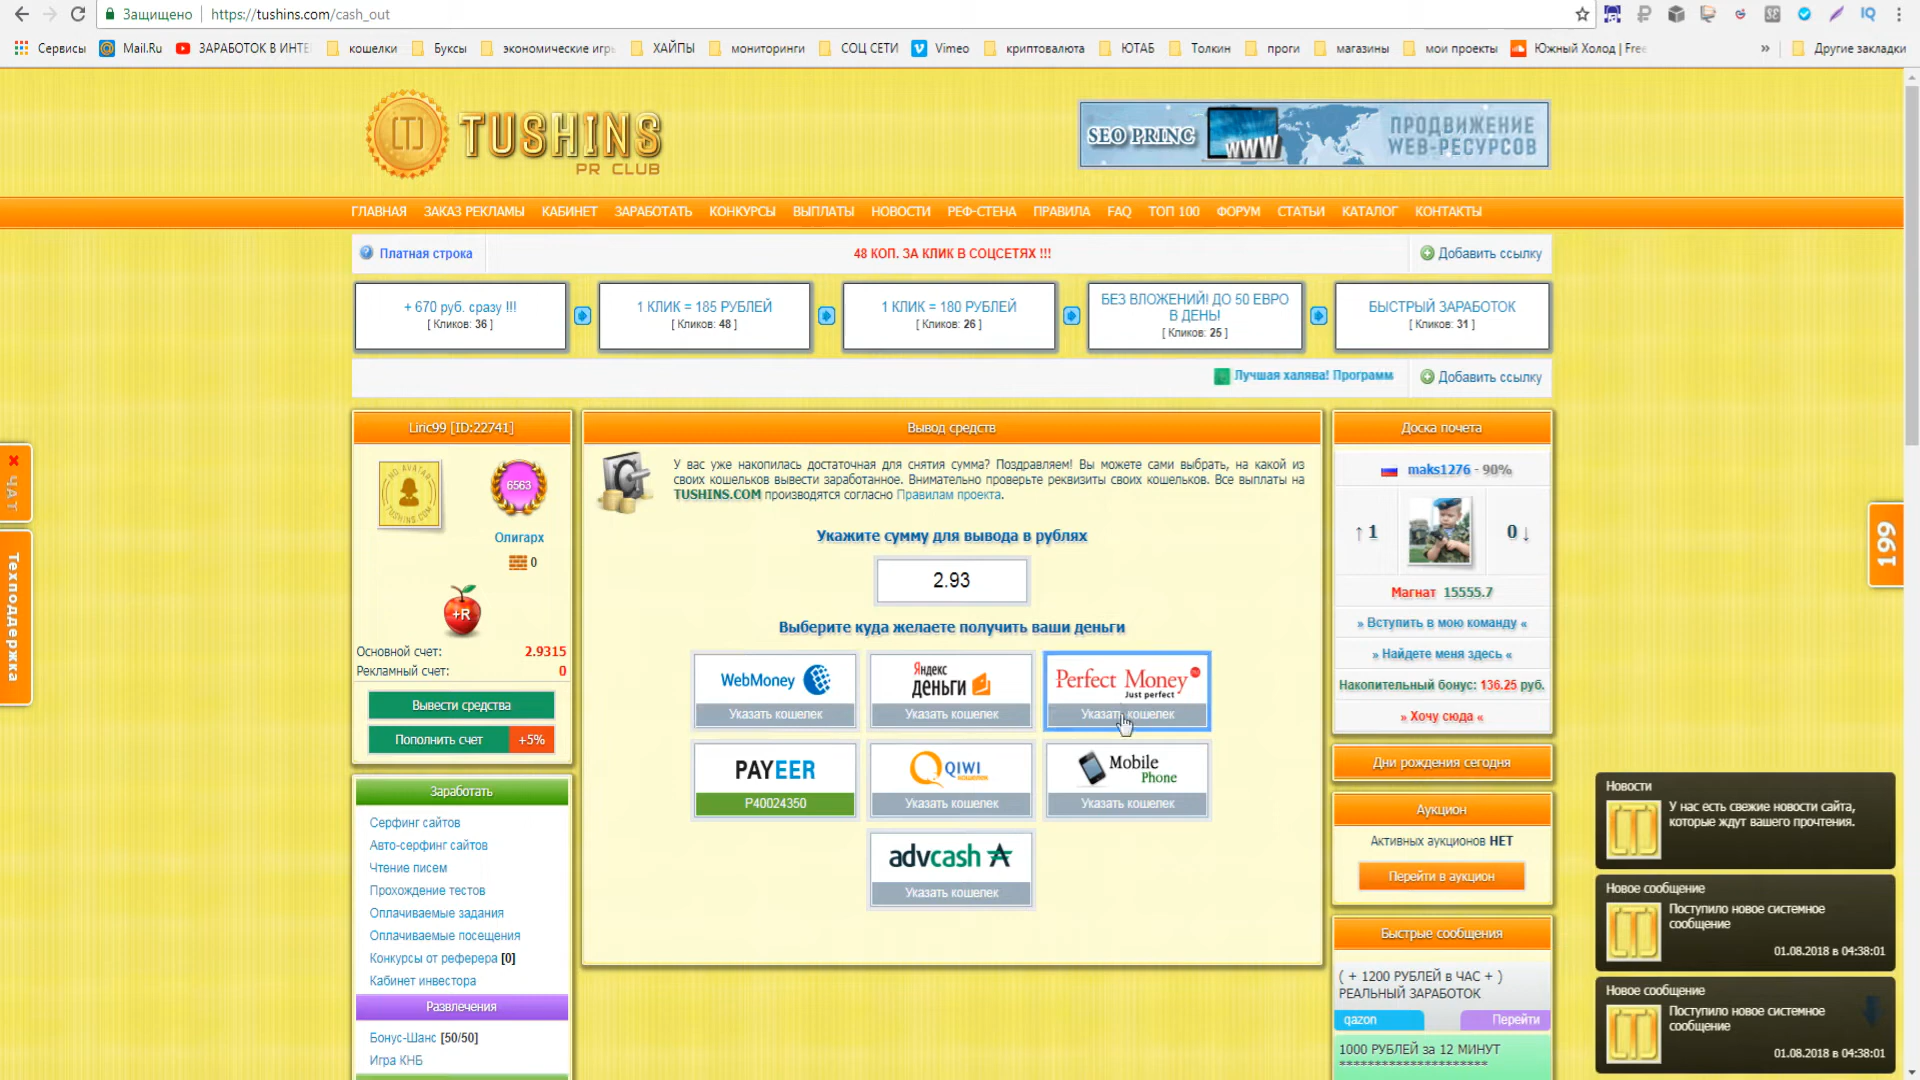 Защищено https://tushins.com/cash_out
Сервисы Mail.Ru ЗАРАБОТОК В ИНТЕ кошелки Буксы экономические игры ХАЙПЫ мониторинги СОЦ СЕТИ Vimeo криптовалюта ЮТАБ Толкин проги магазины мои проекты Южный Холод | Free » Другие закладки
TUSHINS
PR CLUB
SEO PRINC WWW ПРОДВИЖЕНИЕ
WEB-РЕСУРСОВ
ГЛАВНАЯ ЗАКАЗ РЕКЛАМЫ КАБИНЕТ ЗАРАБОТАТЬ КОНКУРСЫ ВЫПЛАТЫ НОВОСТИ РЕФ-СТЕНА ПРАВИЛА FAQ ТОП 100 ФОРУМ СТАТЬИ КАТАЛОГ КОНТАКТЫ
Платная строка 48 КОП. ЗА КЛИК В СОЦСЕТЯХ !!! Добавить ссылку
+ 670 руб. сразу !!!
[ Кликов: 36 ]
1 КЛИК = 185 РУБЛЕЙ
[ Кликов: 48 ]
1 КЛИК = 180 РУБЛЕЙ
[ Кликов: 26 ]
БЕЗ ВЛОЖЕНИЙ! ДО 50 ЕВРО
В ДЕНЬ!
[ Кликов: 25 ]
БЫСТРЫЙ ЗАРАБОТОК
[ Кликов: 31 ]
Лучшая халява! Программ Добавить ссылку
ЧАТ
Техподдержка
Liric99 [ID:22741]
NO AVATAR
TUSHINS.COM
6563
Олигарх
0
+R
Основной счет: 2.9315
Рекламный счет: 0
Вывести средства
Пополнить счет +5%
Заработать
Серфинг сайтов
Авто-серфинг сайтов
Чтение писем
Прохождение тестов
Оплачиваемые задания
Оплачиваемые посещения
Конкурсы от реферера [0]
Кабинет инвестора
Развлечения
Бонус-Шанс [50/50]
Игра КНБ
Вывод средств
У вас уже накопилась достаточная для снятия сумма? Поздравляем! Вы можете сами выбрать, на какой из
своих кошельков вывести заработанное. Внимательно проверьте реквизиты своих кошельков. Все выплаты на
TUSHINS.COM производятся согласно Правилам проекта.
Укажите сумму для вывода в рублях
2.93
Выберите куда желаете получить ваши деньги
WebMoney
Указать кошелек
Яндекс
деньги
Указать кошелек
Perfect Money
Just perfect
Указать кошелек
PAYEER
P40024350
QIWI
КОШЕЛЕК
Указать кошелек
Mobile
Phone
Указать кошелек
advcash
Указать кошелек
Доска почета
maks1276 - 90%
↑ 1 0 ↓
Магнат 15555.7
» Вступить в мою команду «
» Найдете меня здесь «
Накопительный бонус: 136.25 руб.
» Хочу сюда «
Дни рождения сегодня
Аукцион
Активных аукционов НЕТ
Перейти в аукцион
Быстрые сообщения
( + 1200 РУБЛЕЙ в ЧАС + )
РЕАЛЬНЫЙ ЗАРАБОТОК
qazon Перейти
1000 РУБЛЕЙ за 12 МИНУТ
*********************
199
Новости
У нас есть свежие новости сайта,
которые ждут вашего прочтения.
Новое сообщение
Поступило новое системное
сообщение
01.08.2018 в 04:38:01
Новое сообщение
Поступило новое системное
сообщение
01.08.2018 в 04:38:01